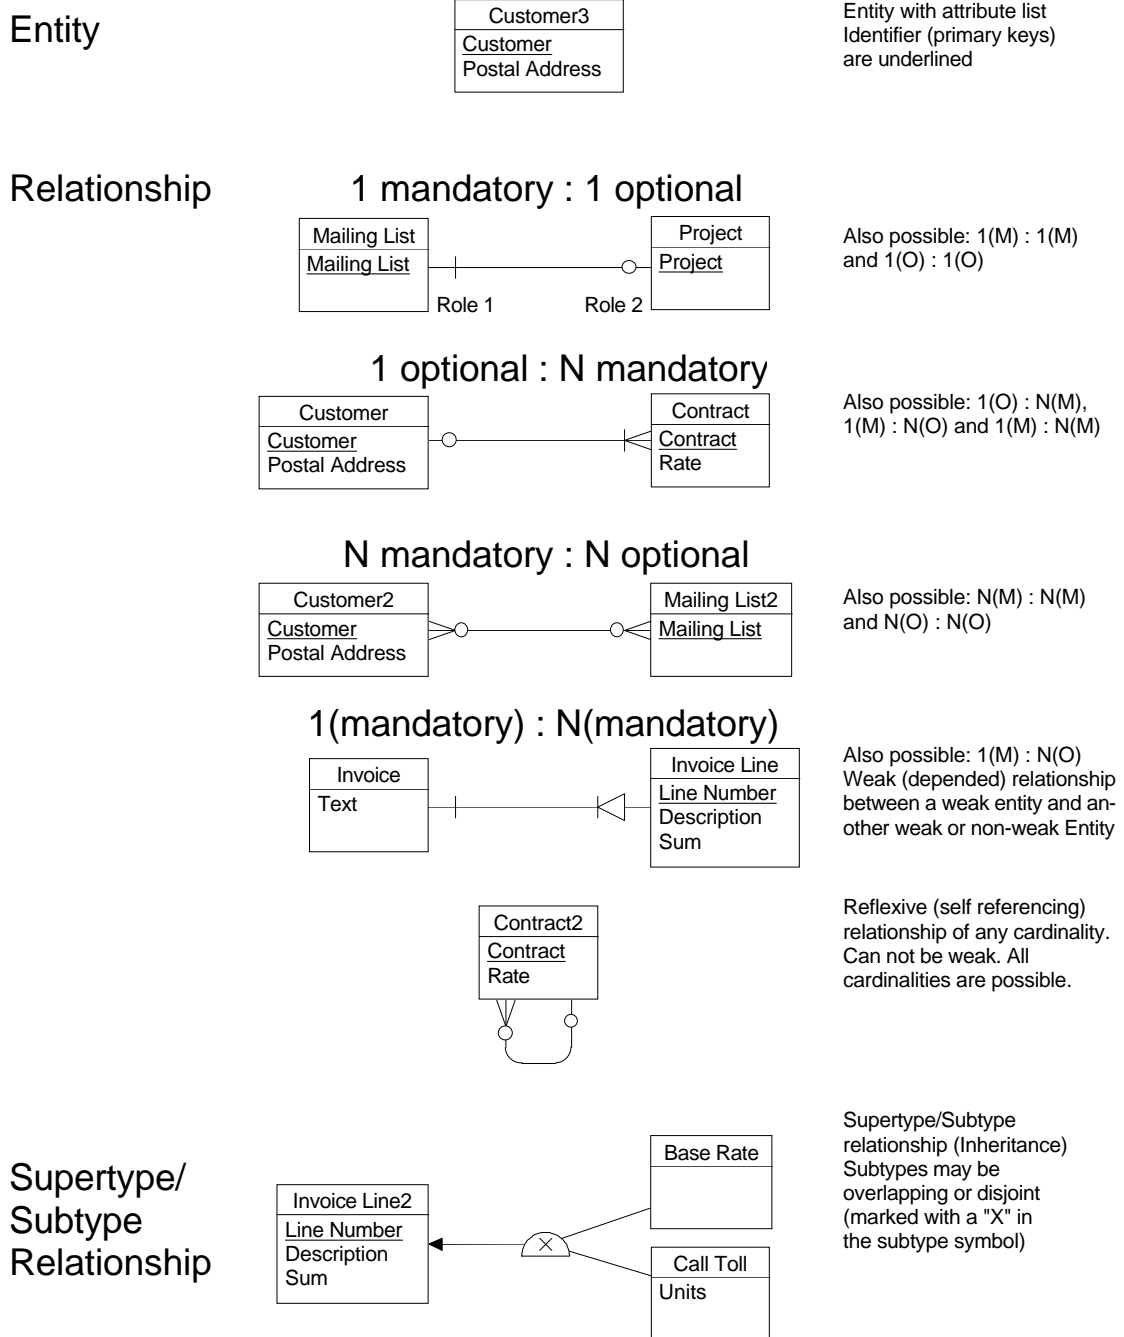 Entity
Customer3
Customer
Postal Address
Entity with attribute list
Identifier (primary keys)
are underlined
Relationship
1 mandatory : 1 optional
Mailing List
Mailing List
Role 1
Role 2
Project
Project
Also possible: 1(M) : 1(M)
and 1(O) : 1(O)
1 optional : N mandatory
Customer
Customer
Postal Address
Contract
Contract
Rate
Also possible: 1(O) : N(M),
1(M) : N(O) and 1(M) : N(M)
N mandatory : N optional
Customer2
Customer
Postal Address
Mailing List2
Mailing List
Also possible: N(M) : N(M)
and N(O) : N(O)
1(mandatory) : N(mandatory)
Invoice
Text
Invoice Line
Line Number
Description
Sum
Also possible: 1(M) : N(O)
Weak (depended) relationship
between a weak entity and an-
other weak or non-weak Entity
Contract2
Contract
Rate
Reflexive (self referencing)
relationship of any cardinality.
Can not be weak. All
cardinalities are possible.
Supertype/
Subtype
Relationship
Invoice Line2
Line Number
Description
Sum
X
Base Rate
Call Toll
Units
Supertype/Subtype
relationship (Inheritance)
Subtypes may be
overlapping or disjoint
(marked with a "X" in
the subtype symbol)